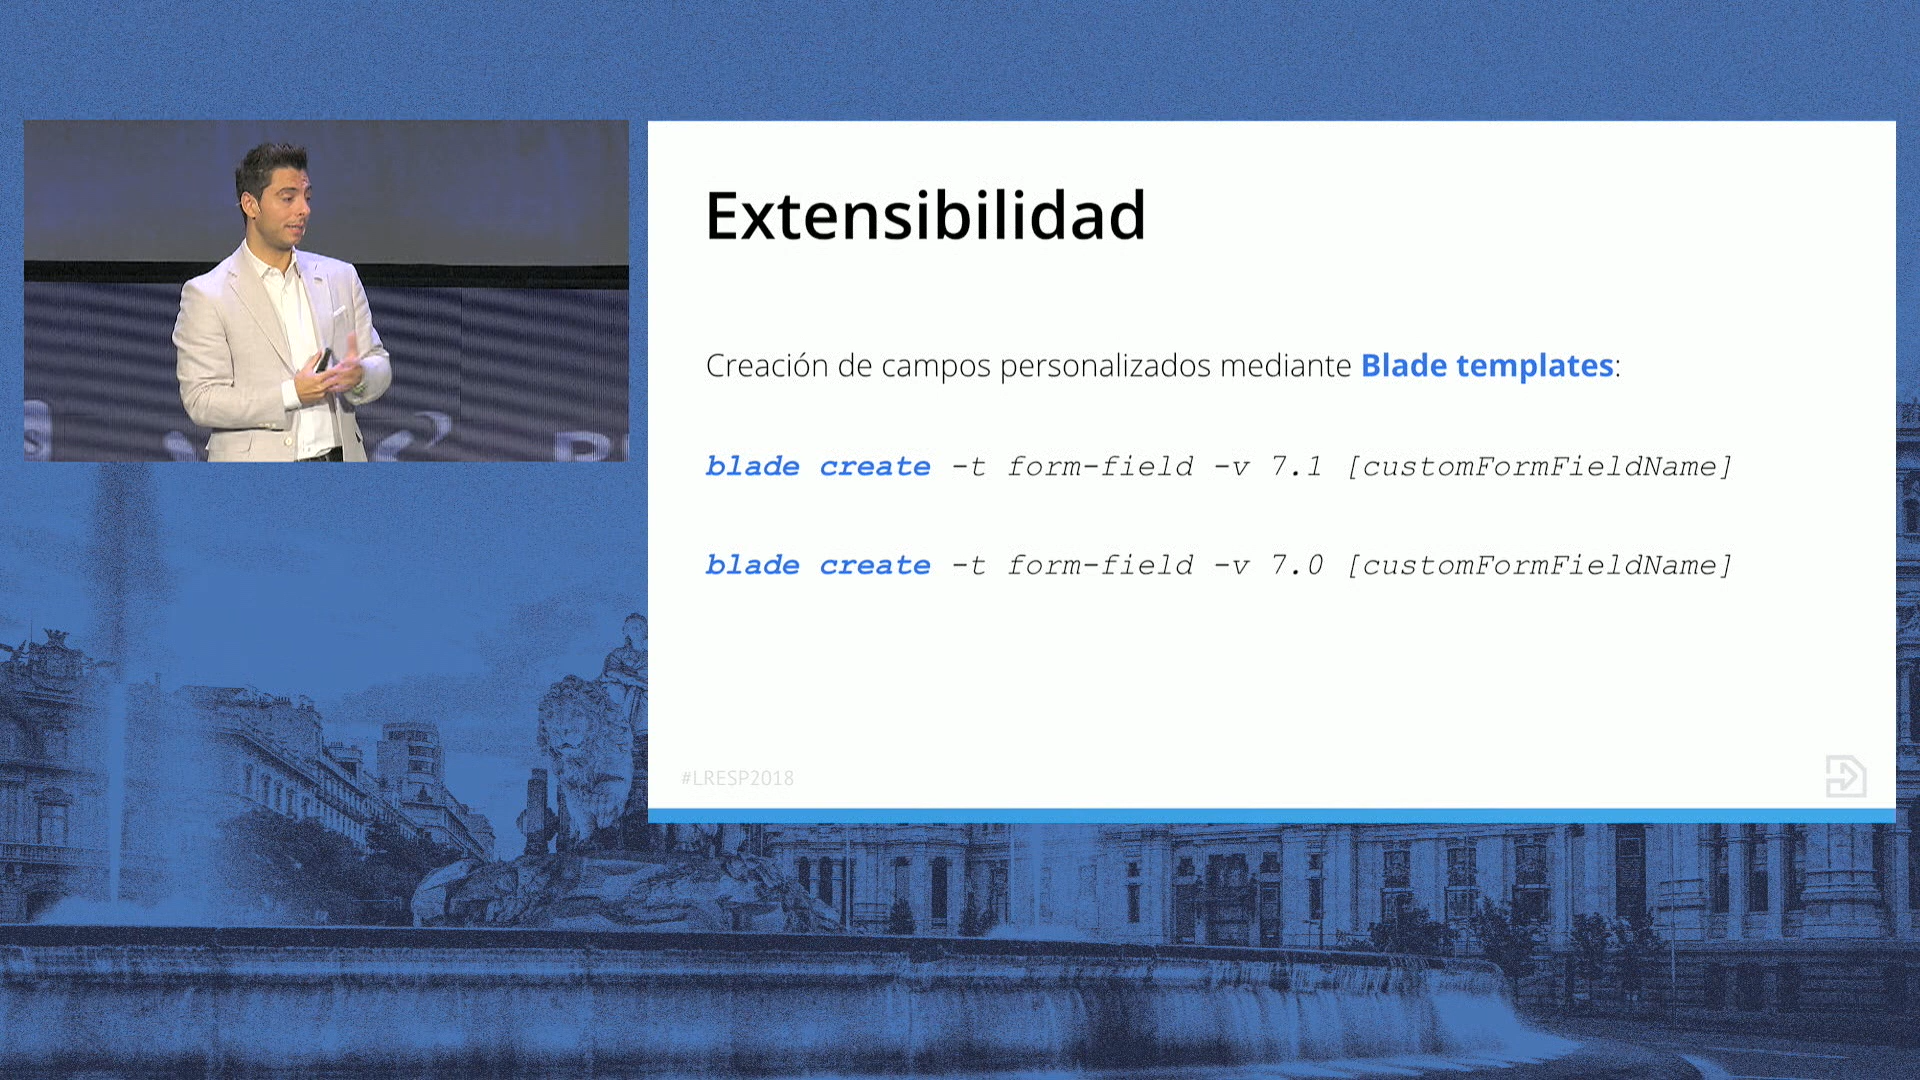 Extensibilidad
Creación de campos personalizados mediante Blade templates:
blade create -t form-field -v 7.1 [customFormFieldName]
blade create -t form-field -v 7.0 [customFormFieldName]
#LRESP2018